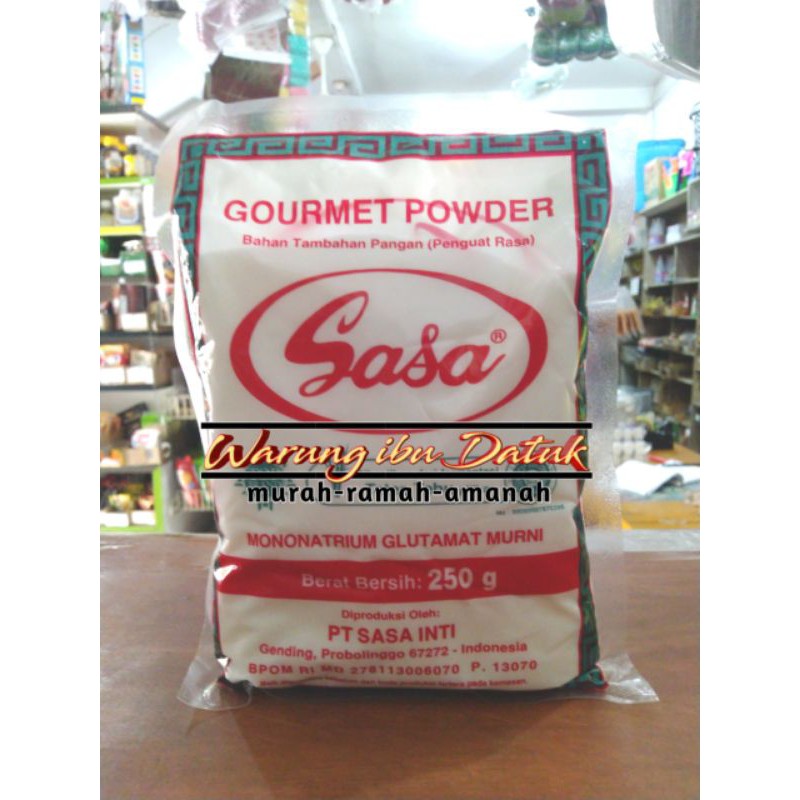 GOURMET POWDER
Bahan Tambahan Pangan (Penguat Rasa)
Sasa®
Warung ibu Datuk
murah-ramah-amanah
MONONATRIUM GLUTAMAT MURNI
Berat Bersih: 250 g
Diproduksi Oleh:
PT SASA INTI
Gending, Probolinggo 67272 - Indonesia
BPOM RI MD 278113006070 P. 13070